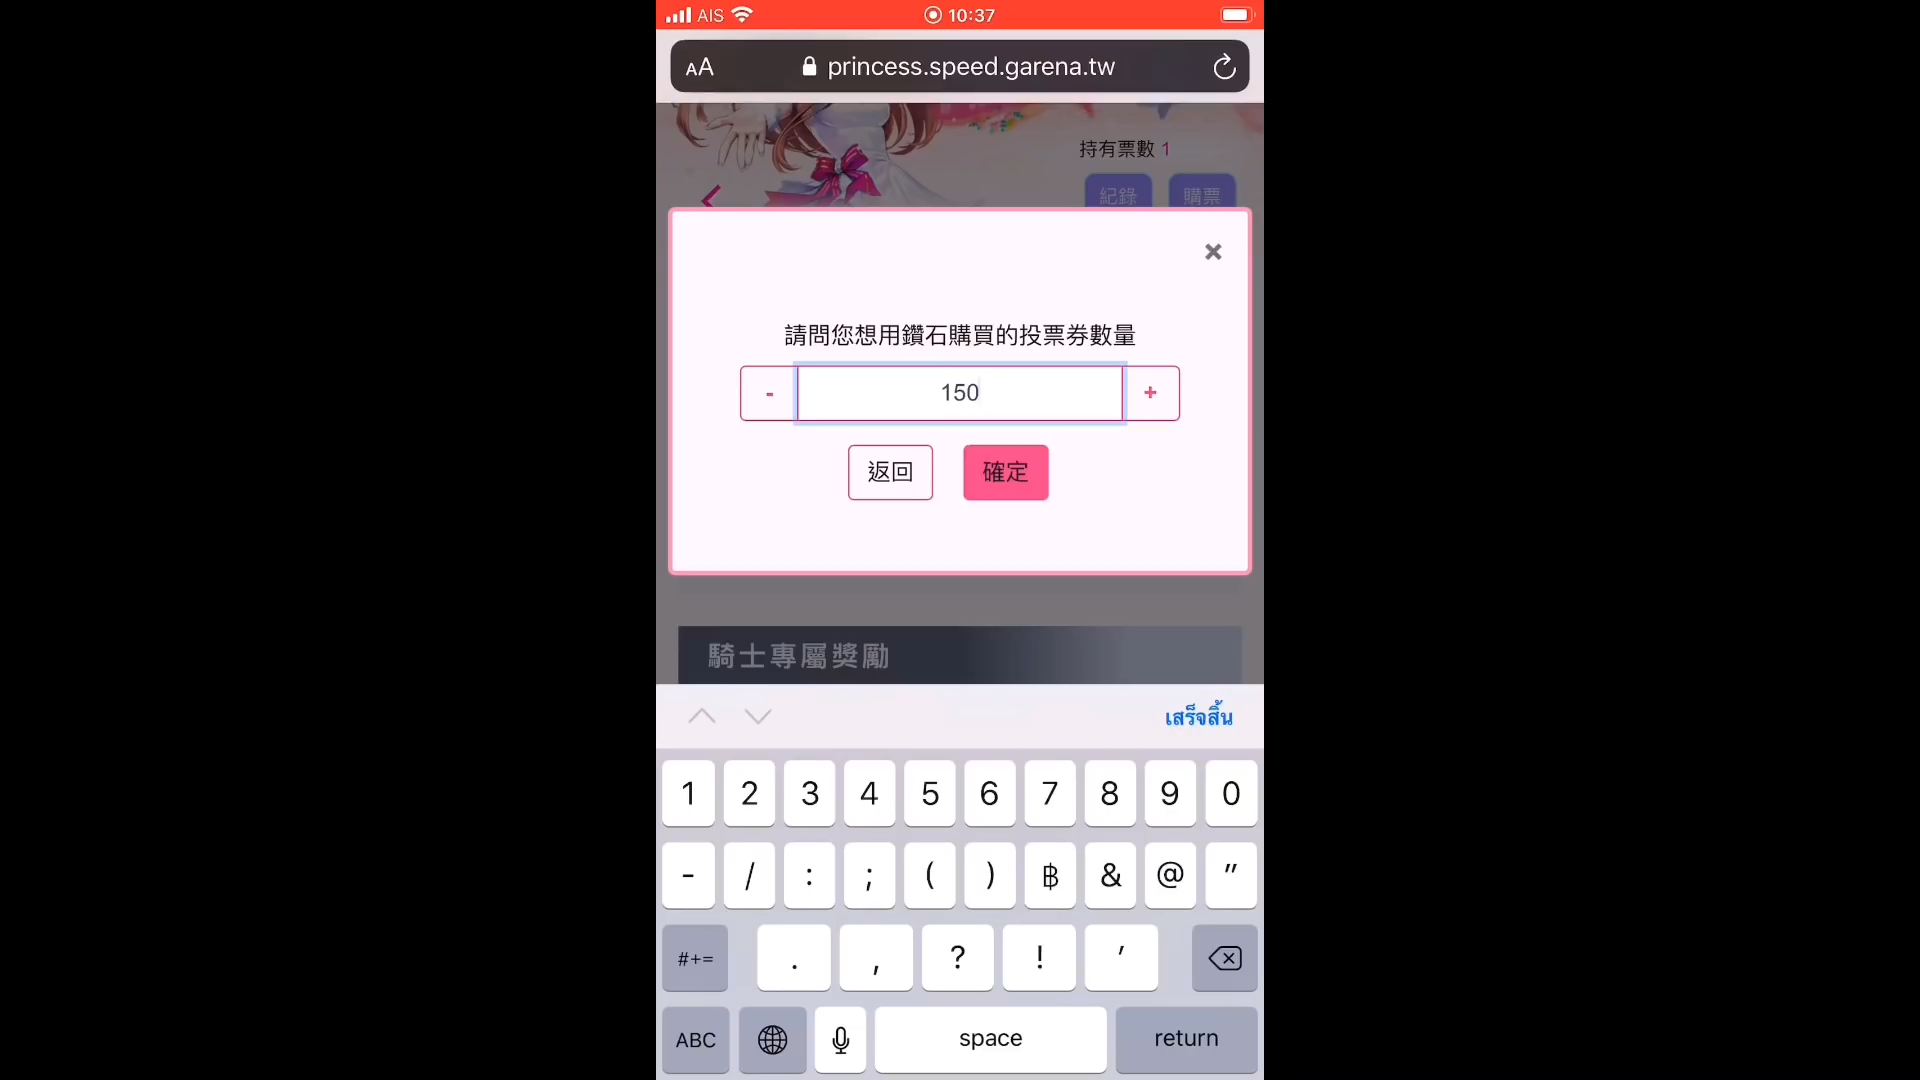 AIS 10:37
AA princess.speed.garena.tw
持有票數 1
紀錄 購票
×
請問您想用鑽石購買的投票券數量
- 150 +
返回 確定
騎士專屬獎勵
เสร็จสิ้น
1 2 3 4 5 6 7 8 9 0
- / : ; ( ) ฿ & @ "
#+= . , ? ! '
ABC space return